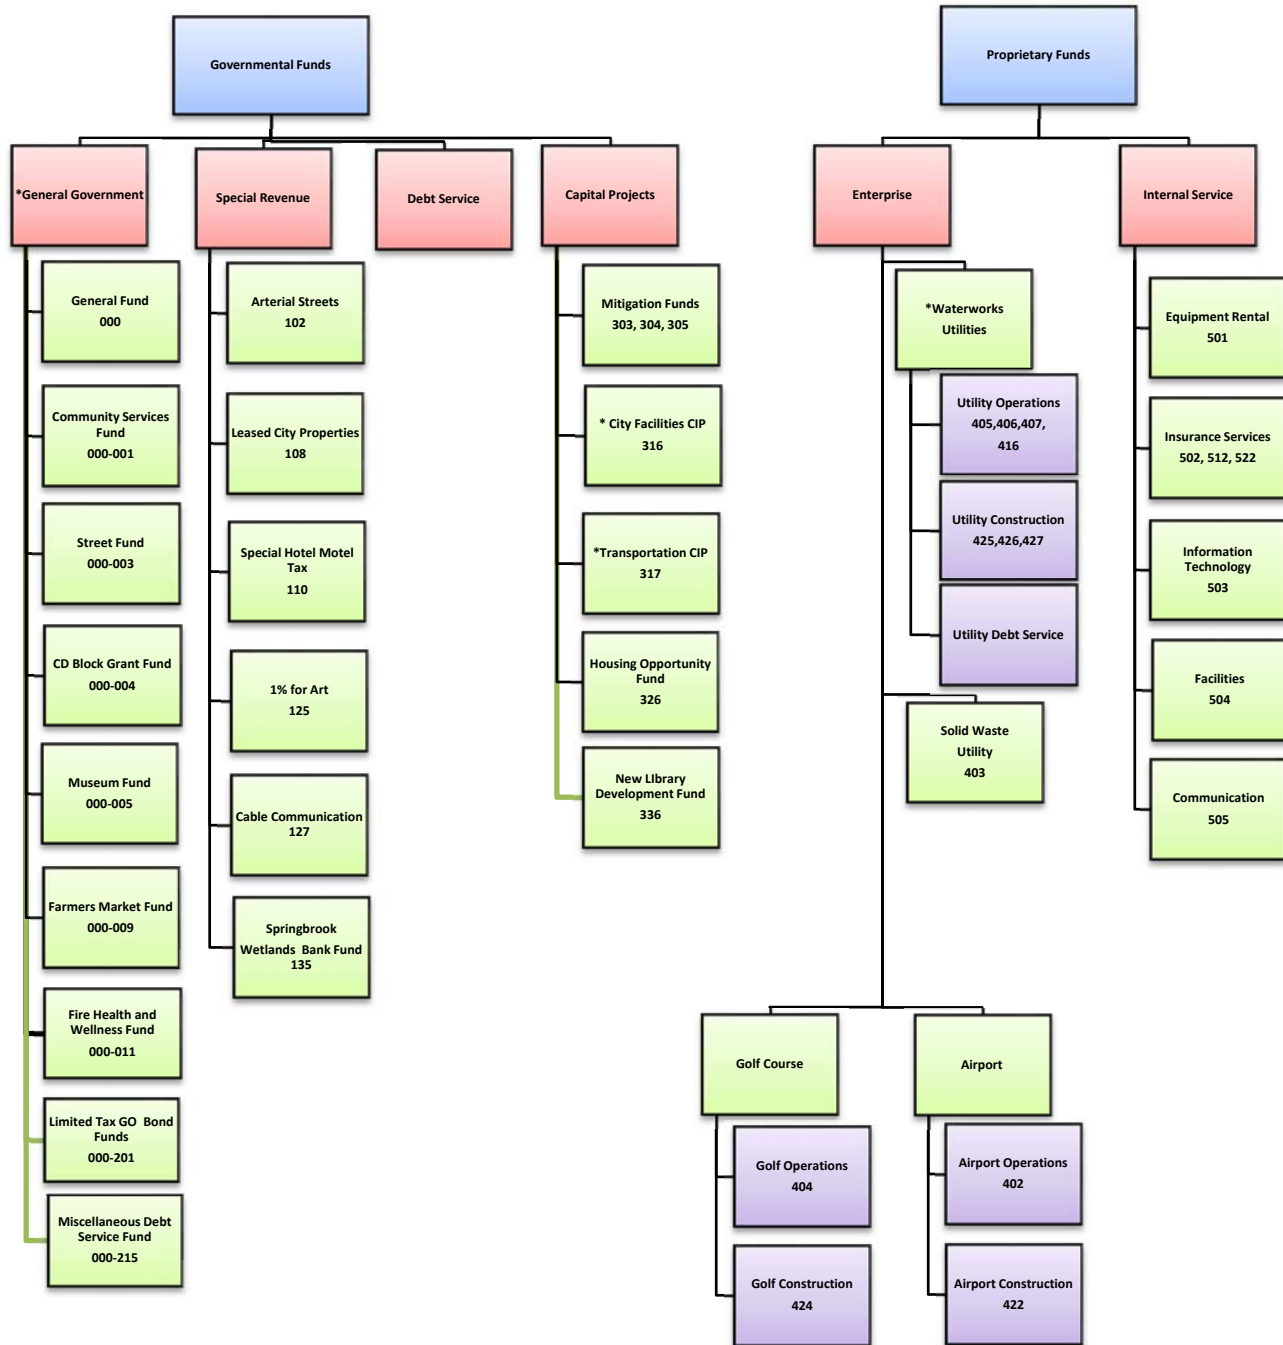 Governmental Funds
Proprietary Funds
*General Government
Special Revenue
Debt Service
Capital Projects
Enterprise
Internal Service
General Fund
000
Community Services
Fund
000-001
Street Fund
000-003
CD Block Grant Fund
000-004
Museum Fund
000-005
Farmers Market Fund
000-009
Fire Health and
Wellness Fund
000-011
Limited Tax GO Bond
Funds
000-201
Miscellaneous Debt
Service Fund
000-215
Arterial Streets
102
Leased City Properties
108
Special Hotel Motel
Tax
110
1% for Art
125
Cable Communication
127
Springbrook
Wetlands Bank Fund
135
Mitigation Funds
303, 304, 305
* City Facilities CIP
316
*Transportation CIP
317
Housing Opportunity
Fund
326
New LIbrary
Development Fund
336
*Waterworks
Utilities
Utility Operations
405,406,407,
416
Utility Construction
425,426,427
Utility Debt Service
Solid Waste
Utility
403
Golf Course
Golf Operations
404
Golf Construction
424
Airport
Airport Operations
402
Airport Construction
422
Equipment Rental
501
Insurance Services
502, 512, 522
Information
Technology
503
Facilities
504
Communication
505